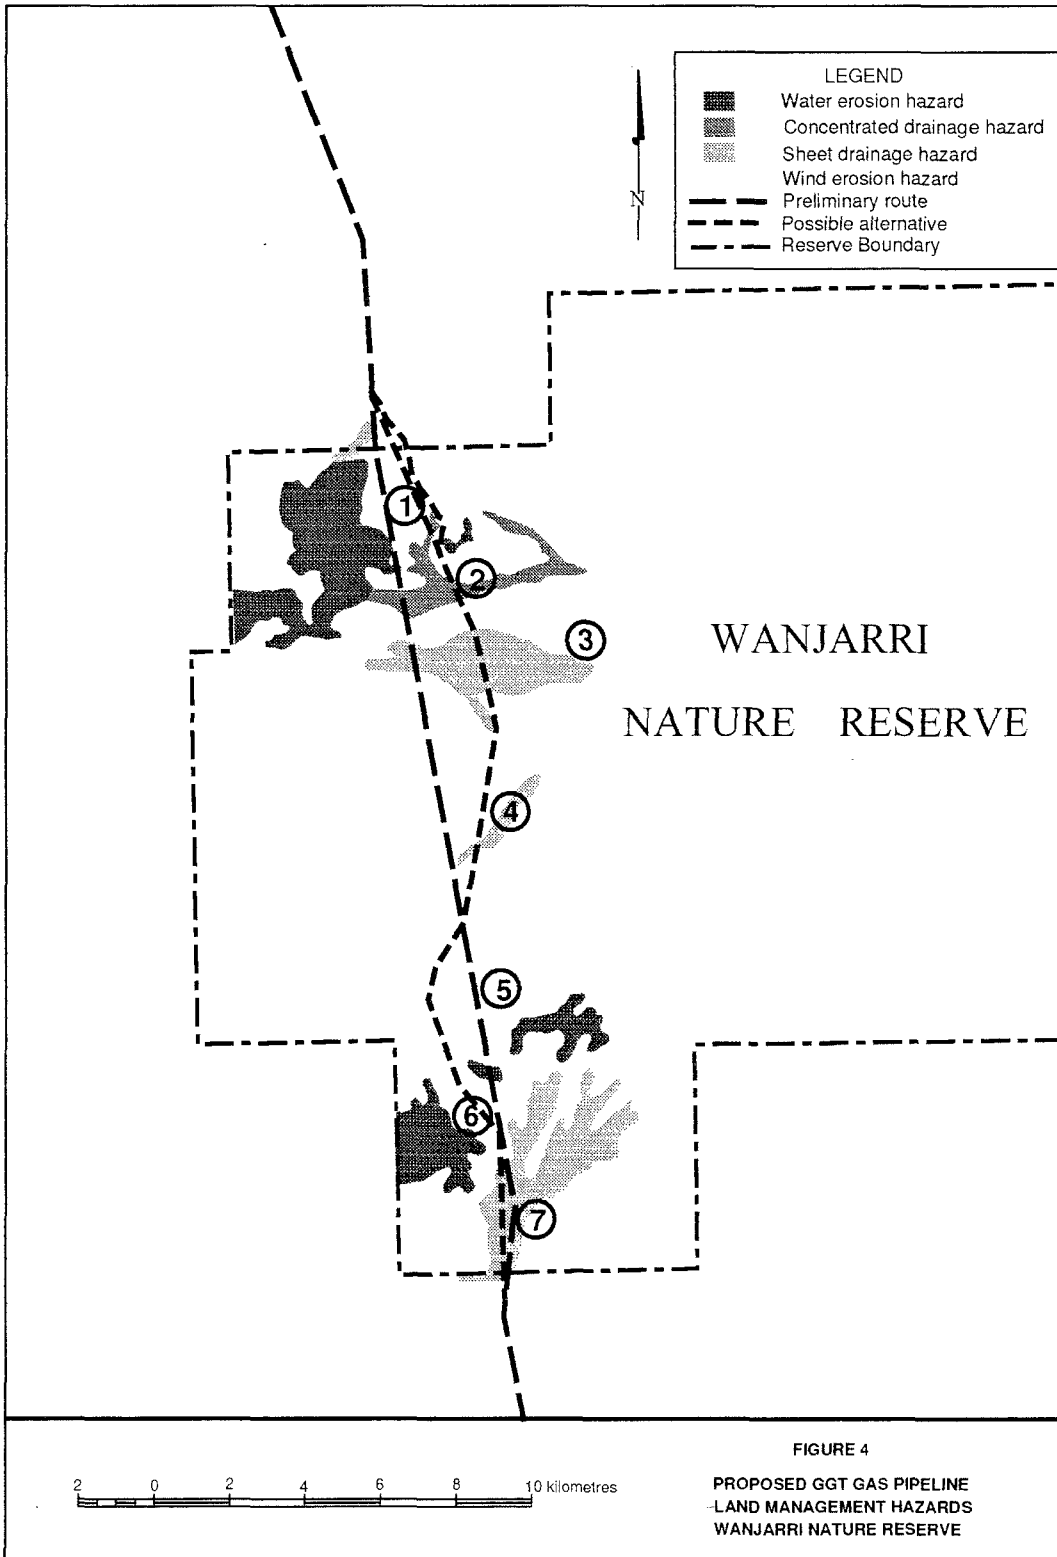 LEGEND
Water erosion hazard
Concentrated drainage hazard
Sheet drainage hazard
Wind erosion hazard
Preliminary route
Possible alternative
Reserve Boundary
N
1
2
3
WANJARRI
NATURE RESERVE
4
5
6
7
2 0 2 4 6 8 10 kilometres
FIGURE 4
PROPOSED GGT GAS PIPELINE
LAND MANAGEMENT HAZARDS
WANJARRI NATURE RESERVE